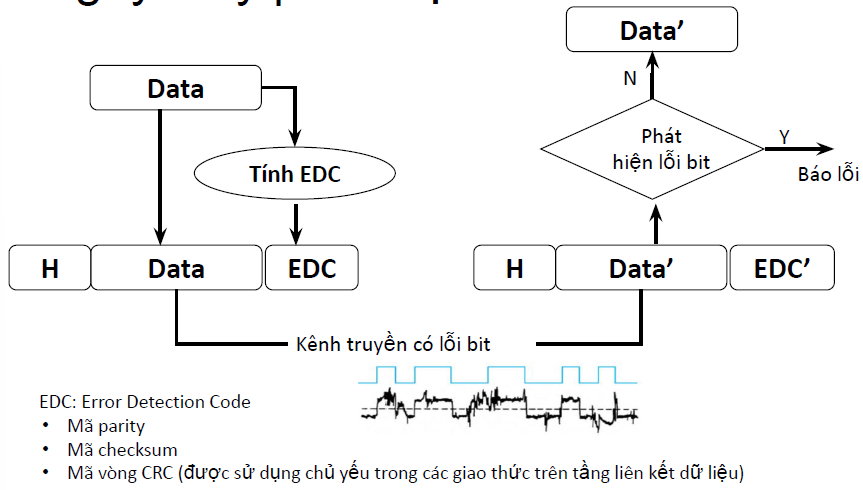 Data
Tính EDC
H
Data
EDC
Data’
N
Phát
hiện lỗi bit
Y
Báo lỗi
H
Data’
EDC’
Kênh truyền có lỗi bit
EDC: Error Detection Code
• Mã parity
• Mã checksum
• Mã vòng CRC (được sử dụng chủ yếu trong các giao thức trên tầng liên kết dữ liệu)